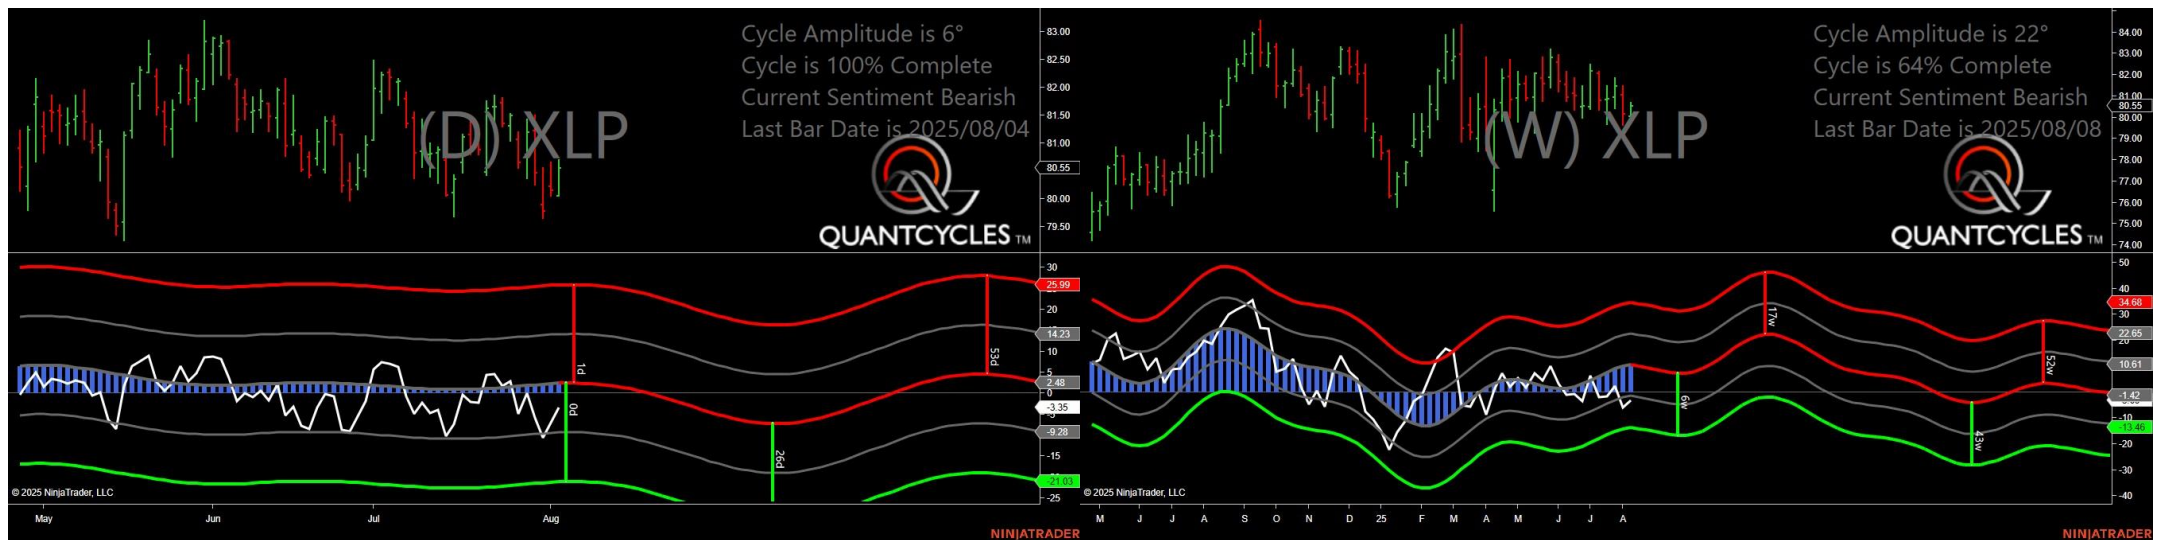 Cycle Amplitude is 6°
Cycle is 100% Complete
Current Sentiment Bearish
Last Bar Date is 2025/08/04
(D) XLP
QUANTCYCLES TM
83.00
82.50
82.00
81.50
81.00
80.55
80.00
79.50
30
25.99
20
14.23
10
5
2.48
0
-3.35
-5
-9.28
-15
-21.03
-25
1d
0d
26d
53d
© 2025 NinjaTrader, LLC
May Jun Jul Aug
NINJATRADER
Cycle Amplitude is 22°
Cycle is 64% Complete
Current Sentiment Bearish
Last Bar Date is 2025/08/08
(W) XLP
QUANTCYCLES TM
84.00
83.00
82.00
81.00
80.55
80.00
79.00
78.00
77.00
76.00
75.00
74.00
50
40
34.68
30
22.65
20
10.61
-1.42
-10
-13.46
-20
-30
-40
6w
17w
43w
52w
© 2025 NinjaTrader, LLC
M J J A S O N D 25 F M A M J J A
NINJATRADER